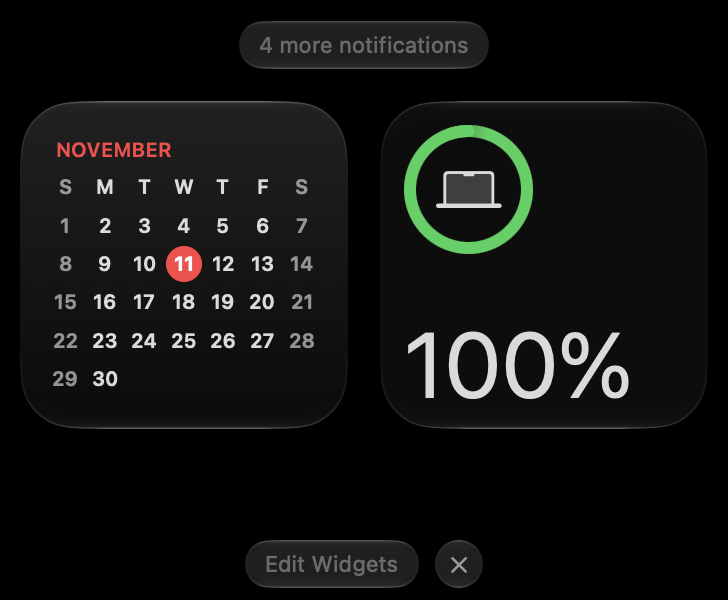 4 more notifications
NOVEMBER
S M T W T F S
1 2 3 4 5 6 7
8 9 10 11 12 13 14
15 16 17 18 19 20 21
22 23 24 25 26 27 28
29 30
100%
Edit Widgets